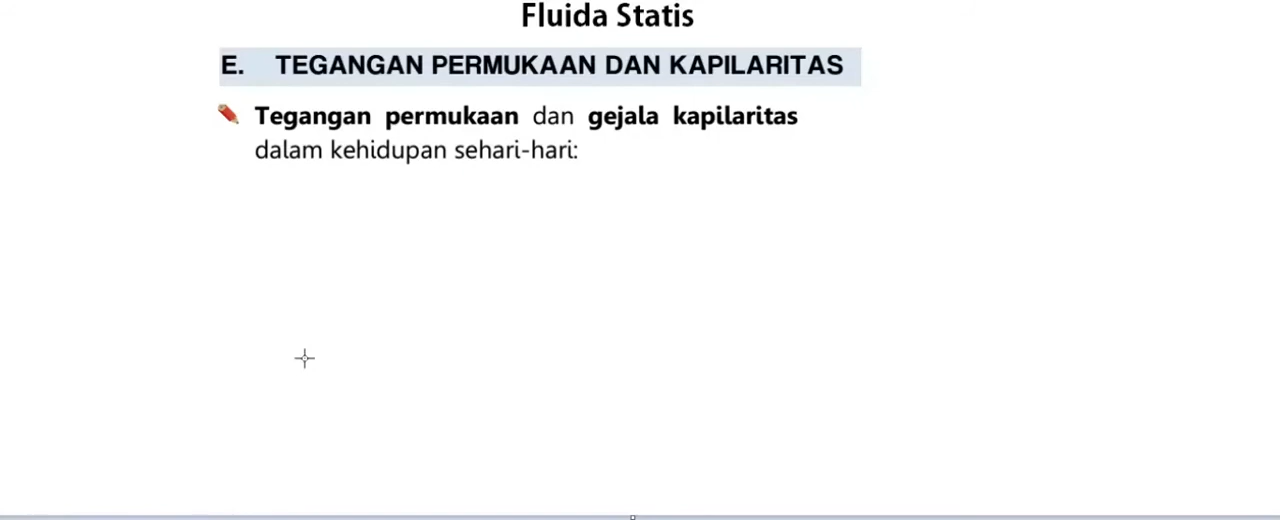 Fluida Statis
E. TEGANGAN PERMUKAAN DAN KAPILARITAS
Tegangan permukaan dan gejala kapilaritas
dalam kehidupan sehari-hari: